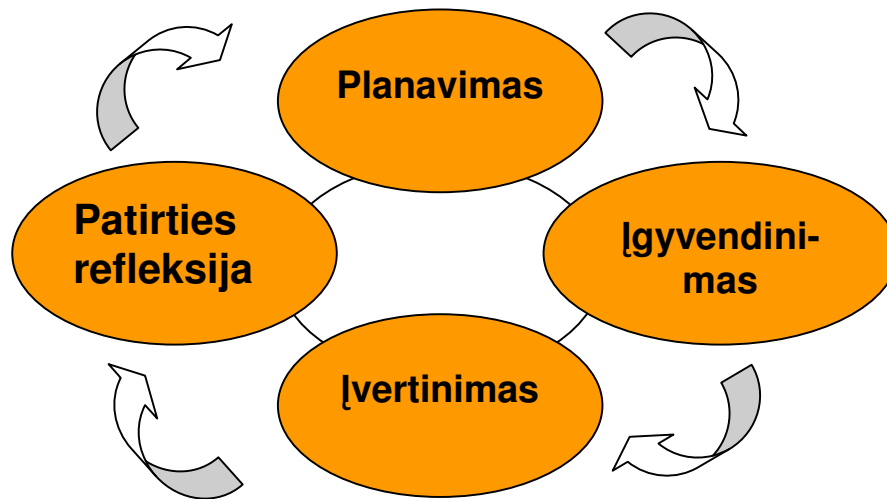 Planavimas
Patirties
refleksija
Įgyvendini-
mas
Įvertinimas